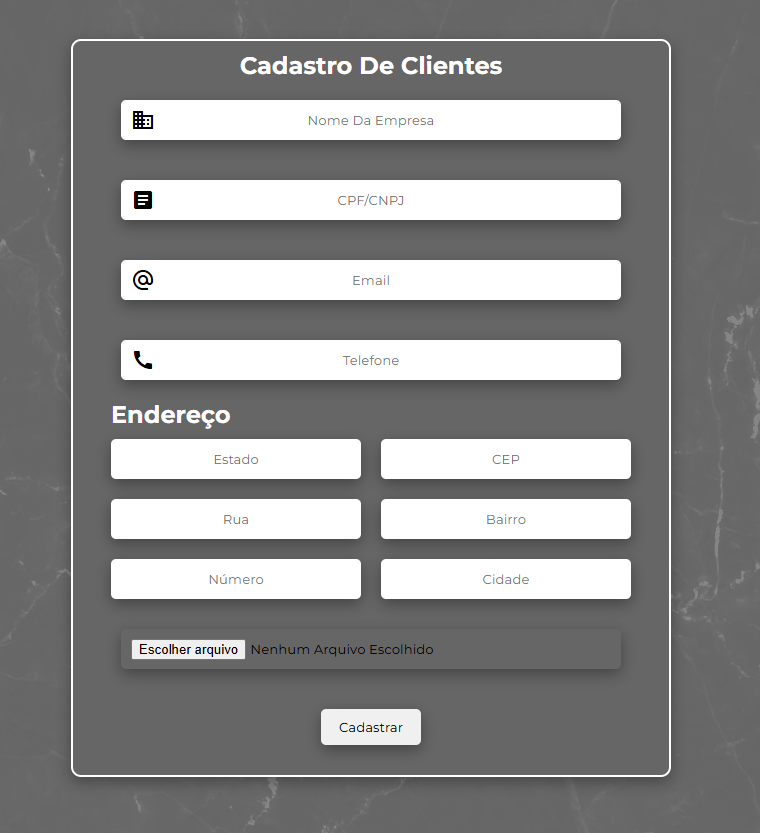 Cadastro De Clientes
Nome Da Empresa
CPF/CNPJ
Email
Telefone
Endereço
Estado CEP
Rua Bairro
Número Cidade
Escolher arquivo Nenhum Arquivo Escolhido
Cadastrar